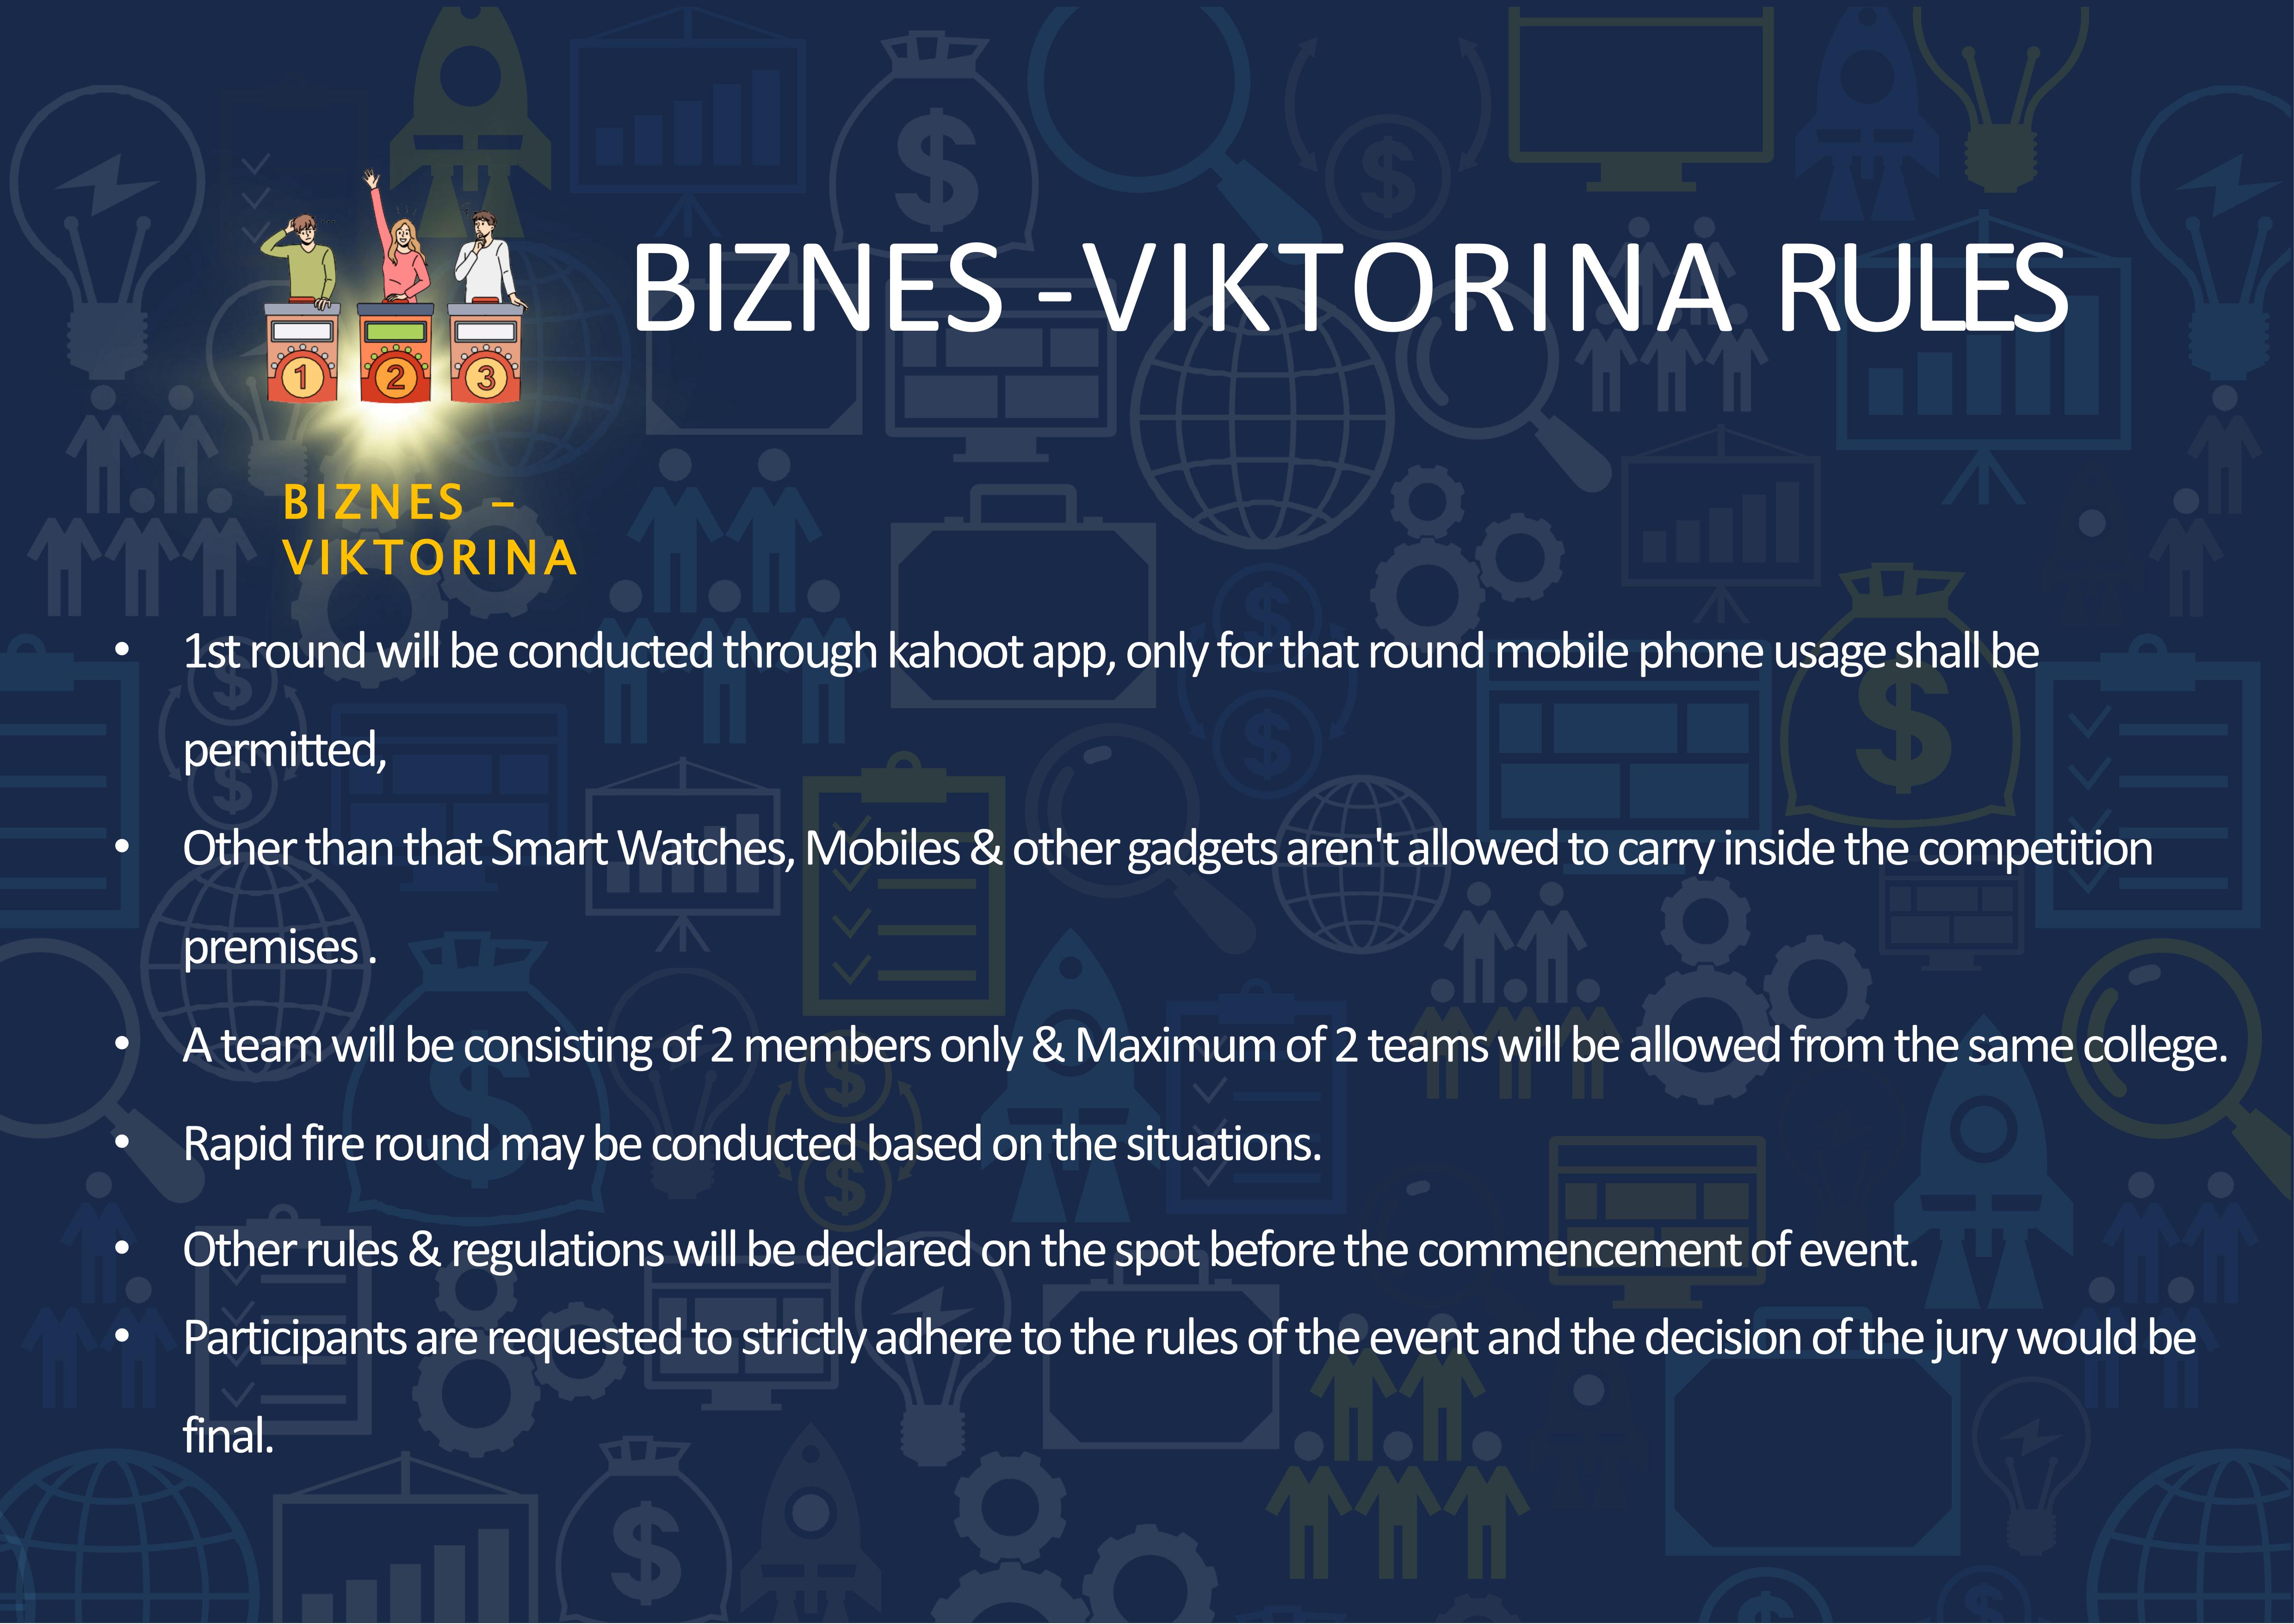 BIZNES -VIKTORINA RULES
1
2
3
BIZNES –
VIKTORINA
• 1st round will be conducted through kahoot app, only for that round mobile phone usage shall be
permitted,
• Other than that Smart Watches, Mobiles & other gadgets aren't allowed to carry inside the competition
premises .
• A team will be consisting of 2 members only & Maximum of 2 teams will be allowed from the same college.
• Rapid fire round may be conducted based on the situations.
• Other rules & regulations will be declared on the spot before the commencement of event.
• Participants are requested to strictly adhere to the rules of the event and the decision of the jury would be
final.